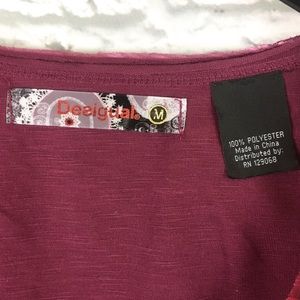 Desigual. M
100% POLYESTER
Made in China
Distributed by:
RN 129068